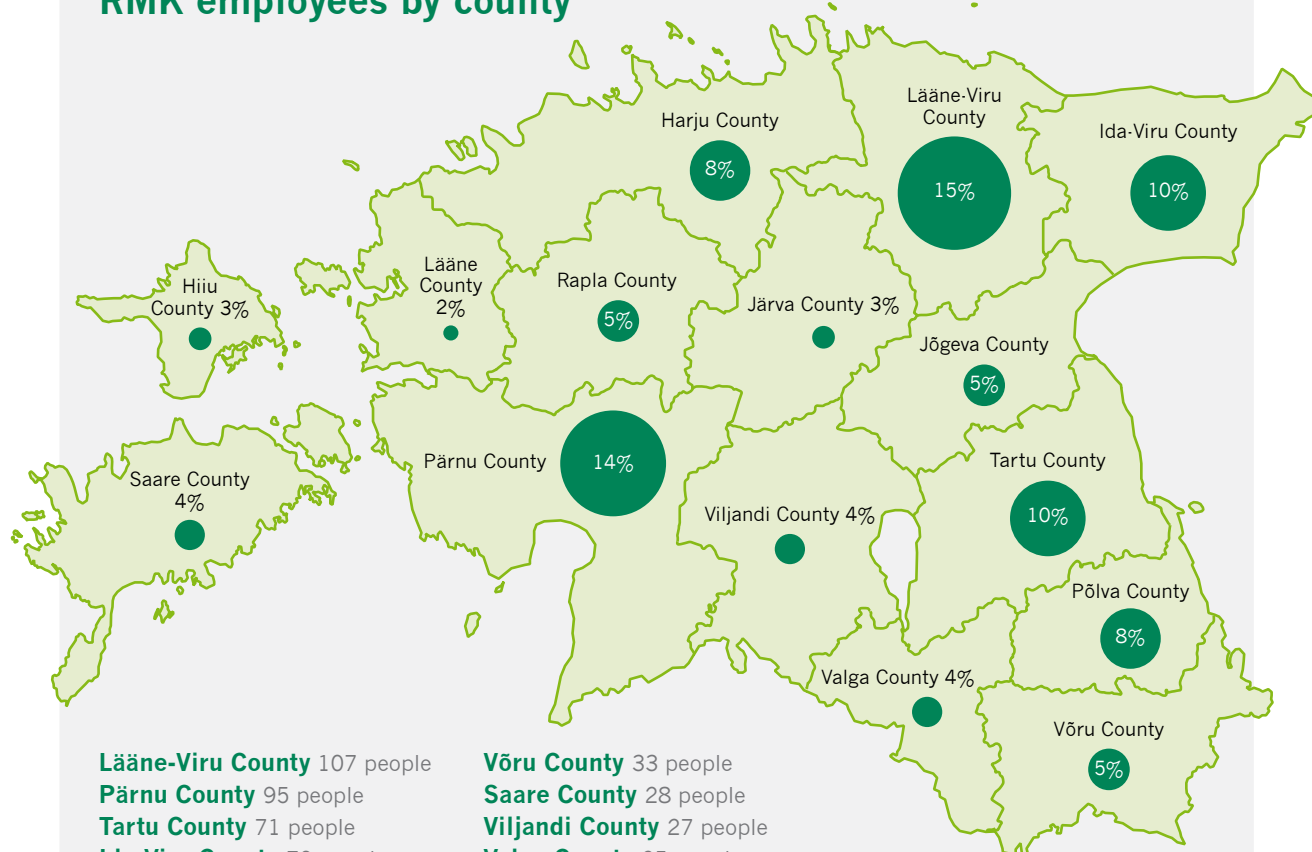 RMK employees by county
Lääne-Viru
County
Harju County
Ida-Viru County
8%
15%
10%
Lääne
County
2%
Hiiu
County 3%
Rapla County
5%
Järva County 3%
Jõgeva County
5%
Pärnu County
14%
Tartu County
10%
Saare County
4%
Viljandi County 4%
Põlva County
8%
Valga County 4%
Võru County
5%
Lääne-Viru County 107 people
Pärnu County 95 people
Tartu County 71 people
Võru County 33 people
Saare County 28 people
Viljandi County 27 people